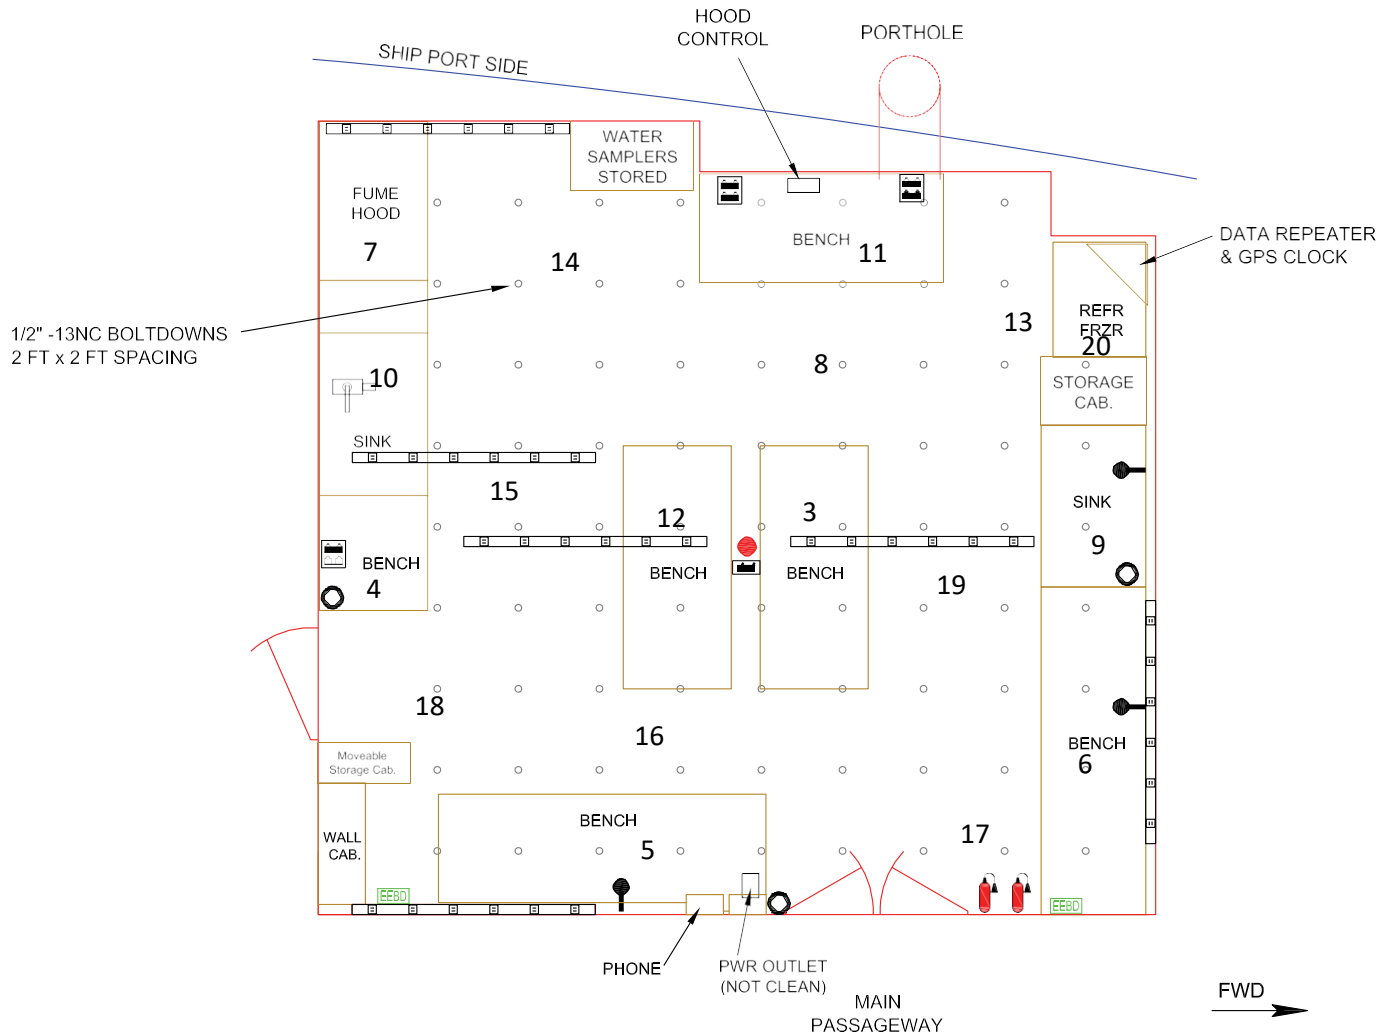 HOOD
CONTROL
PORTHOLE
SHIP PORT SIDE
WATER
SAMPLERS
STORED
FUME
HOOD
7
14
BENCH
11
DATA REPEATER
& GPS CLOCK
1/2" -13NC BOLTDOWNS
2 FT x 2 FT SPACING
13
REFR
FRZR
20
8
10
STORAGE
CAB.
SINK
15
12
3
SINK
9
BENCH
4
BENCH
BENCH
19
18
16
BENCH
6
Moveable
Storage Cab.
WALL
CAB.
BENCH
5
17
EEBD
EEBD
PHONE
PWR OUTLET
(NOT CLEAN)
MAIN
PASSAGEWAY
FWD